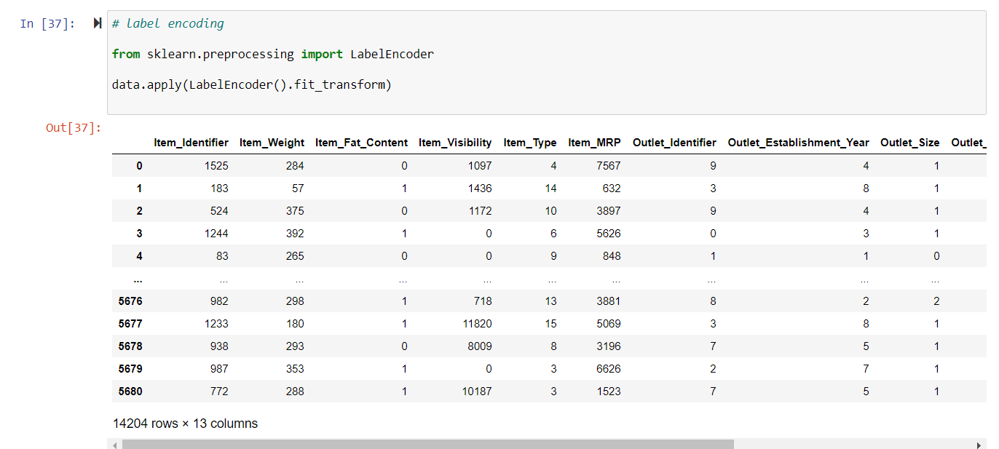 In [37]:
# label encoding
from sklearn.preprocessing import LabelEncoder
data.apply(LabelEncoder().fit_transform)
Out[37]:
Item_Identifier Item_Weight Item_Fat_Content Item_Visibility Item_Type Item_MRP Outlet_Identifier Outlet_Establishment_Year Outlet_Size Outlet_
0 1525 284 0 1097 4 7567 9 4 1
1 183 57 1 1436 14 632 3 8 1
2 524 375 0 1172 10 3897 9 4 1
3 1244 392 1 0 6 5626 0 3 1
4 83 265 0 0 9 848 1 1 0
... ... ... ... ... ... ... ... ... ...
5676 982 298 1 718 13 3881 8 2 2
5677 1233 180 1 11820 15 5069 3 8 1
5678 938 293 0 8009 8 3196 7 5 1
5679 987 353 1 0 3 6626 2 7 1
5680 772 288 1 10187 3 1523 7 5 1
14204 rows × 13 columns